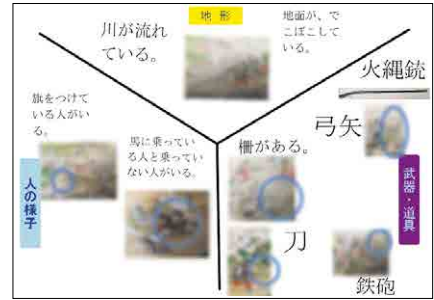 地形
川が流れ
ている。
地面が、で
こぼこして
いる。
旗をつけて
いる人がい
る。
馬に乗ってい
る人と乗ってい
ない人がいる。
人の様子
火縄銃
弓矢
柵がある。
刀
鉄砲
武器・道具